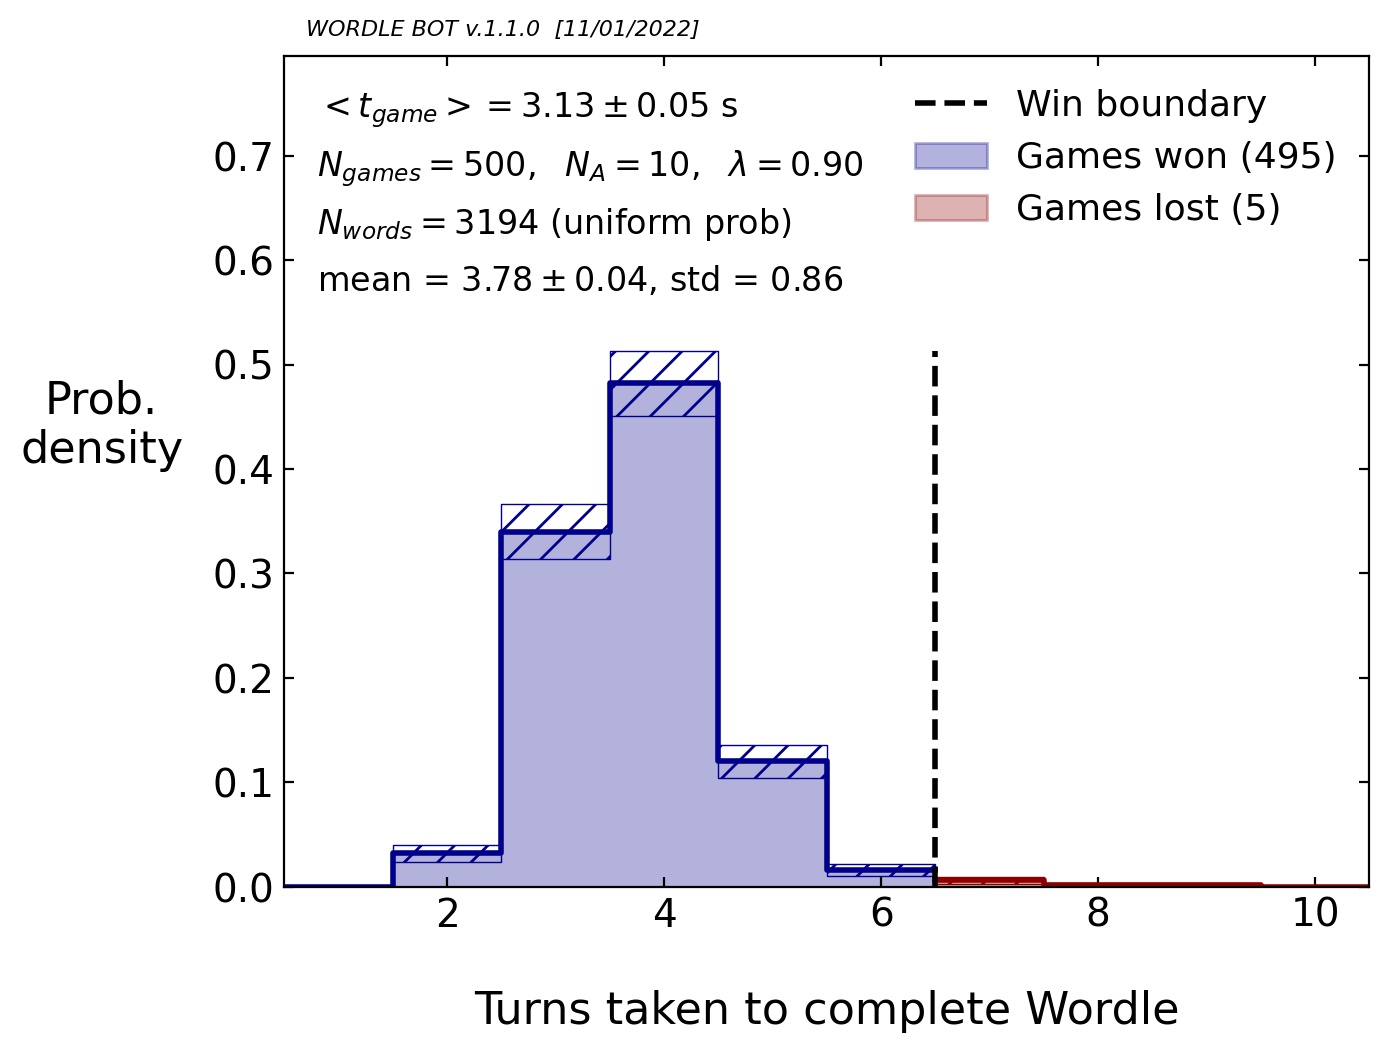 WORDLE BOT v.1.1.0 [11/01/2022]
< t_game > = 3.13 ± 0.05 s
N_games = 500, N_A = 10, λ = 0.90
N_words = 3194 (uniform prob)
mean = 3.78 ± 0.04, std = 0.86
Win boundary
Games won (495)
Games lost (5)
0.7
0.6
0.5
0.4
0.3
0.2
0.1
0.0
Prob.
density
2 4 6 8 10
Turns taken to complete Wordle